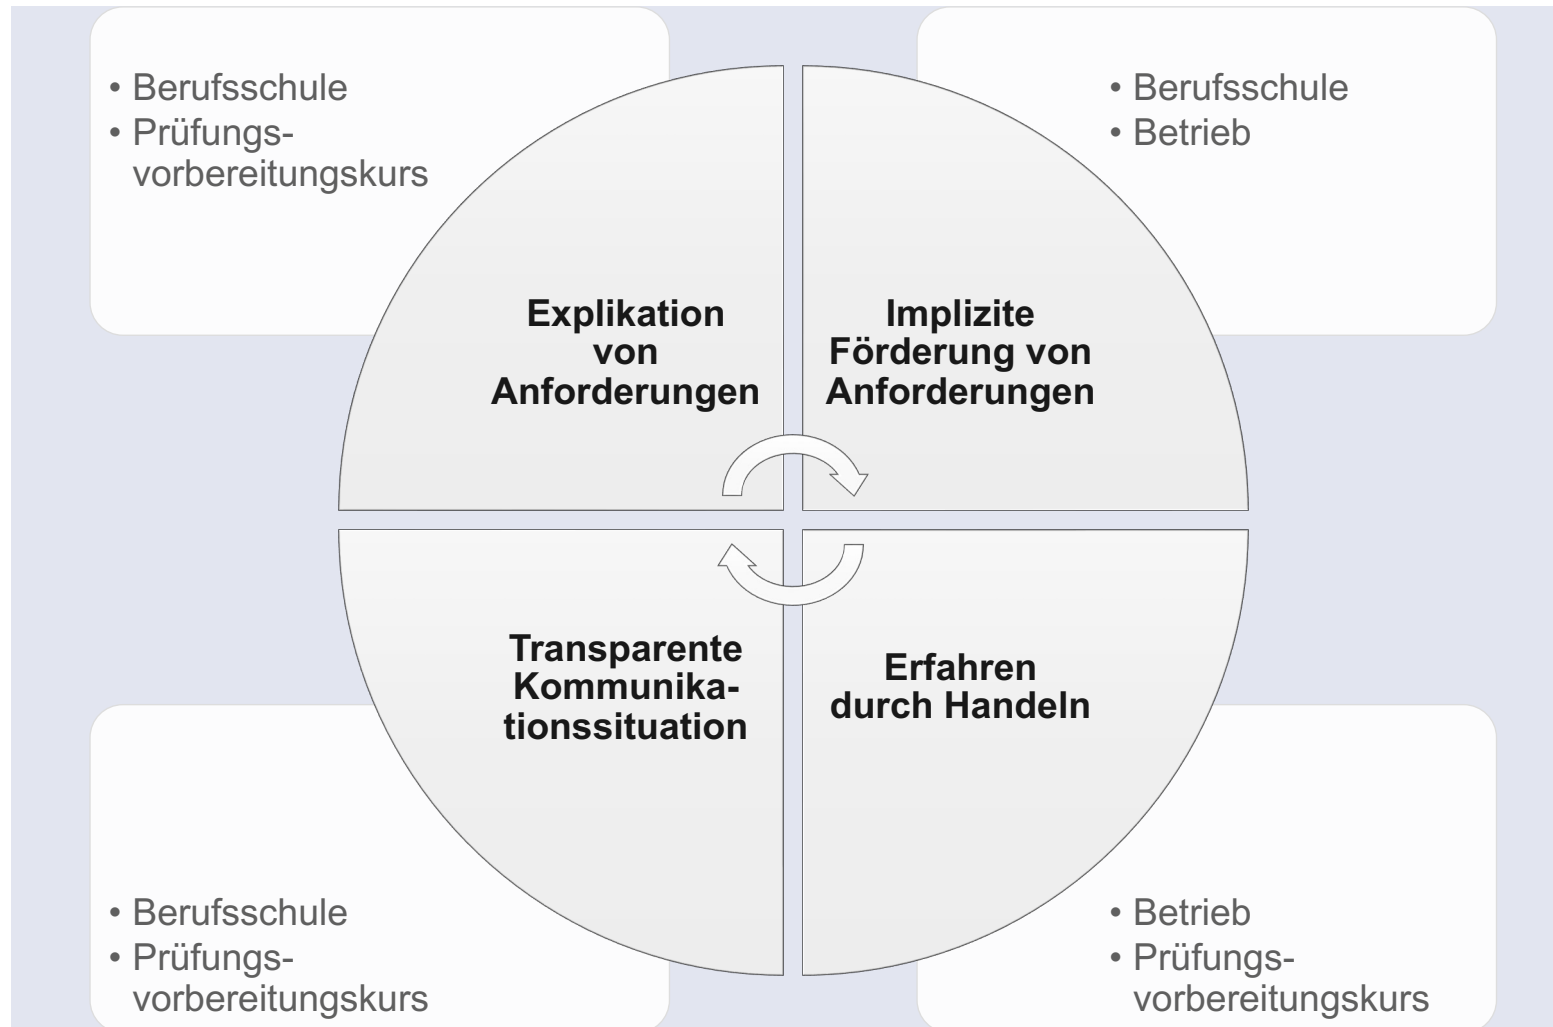 • Berufsschule
• Prüfungs-
vorbereitungskurs
• Berufsschule
• Betrieb
Explikation
von
Anforderungen
Implizite
Förderung von
Anforderungen
Transparente
Kommunika-
tionssituation
Erfahren
durch Handeln
• Berufsschule
• Prüfungs-
vorbereitungskurs
• Betrieb
• Prüfungs-
vorbereitungskurs